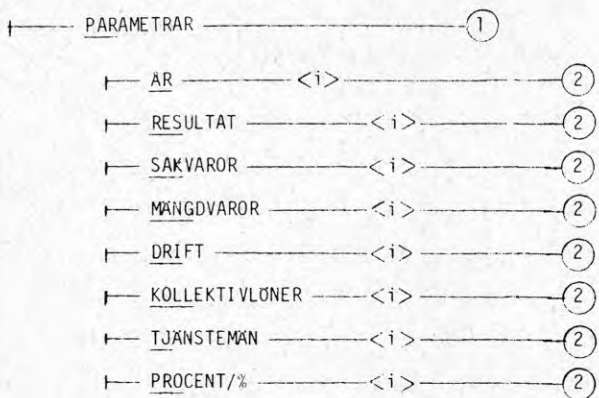 PARAMETRAR 1
ÅR <i> 2
RESULTAT <i> 2
SAKVAROR <i> 2
MÄNGDVAROR <i> 2
DRIFT <i> 2
KOLLEKTIVLÖNER <i> 2
TJÄNSTEMÄN <i> 2
PROCENT/% <i> 2